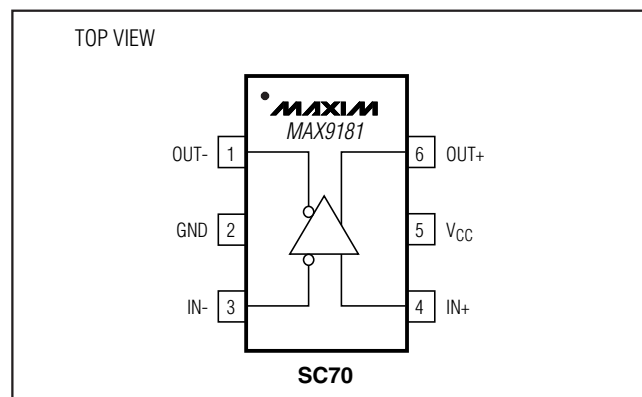 TOP VIEW
MAXIM
MAX9181
OUT- 1 6 OUT+
GND 2 5 VCC
IN- 3 4 IN+
SC70